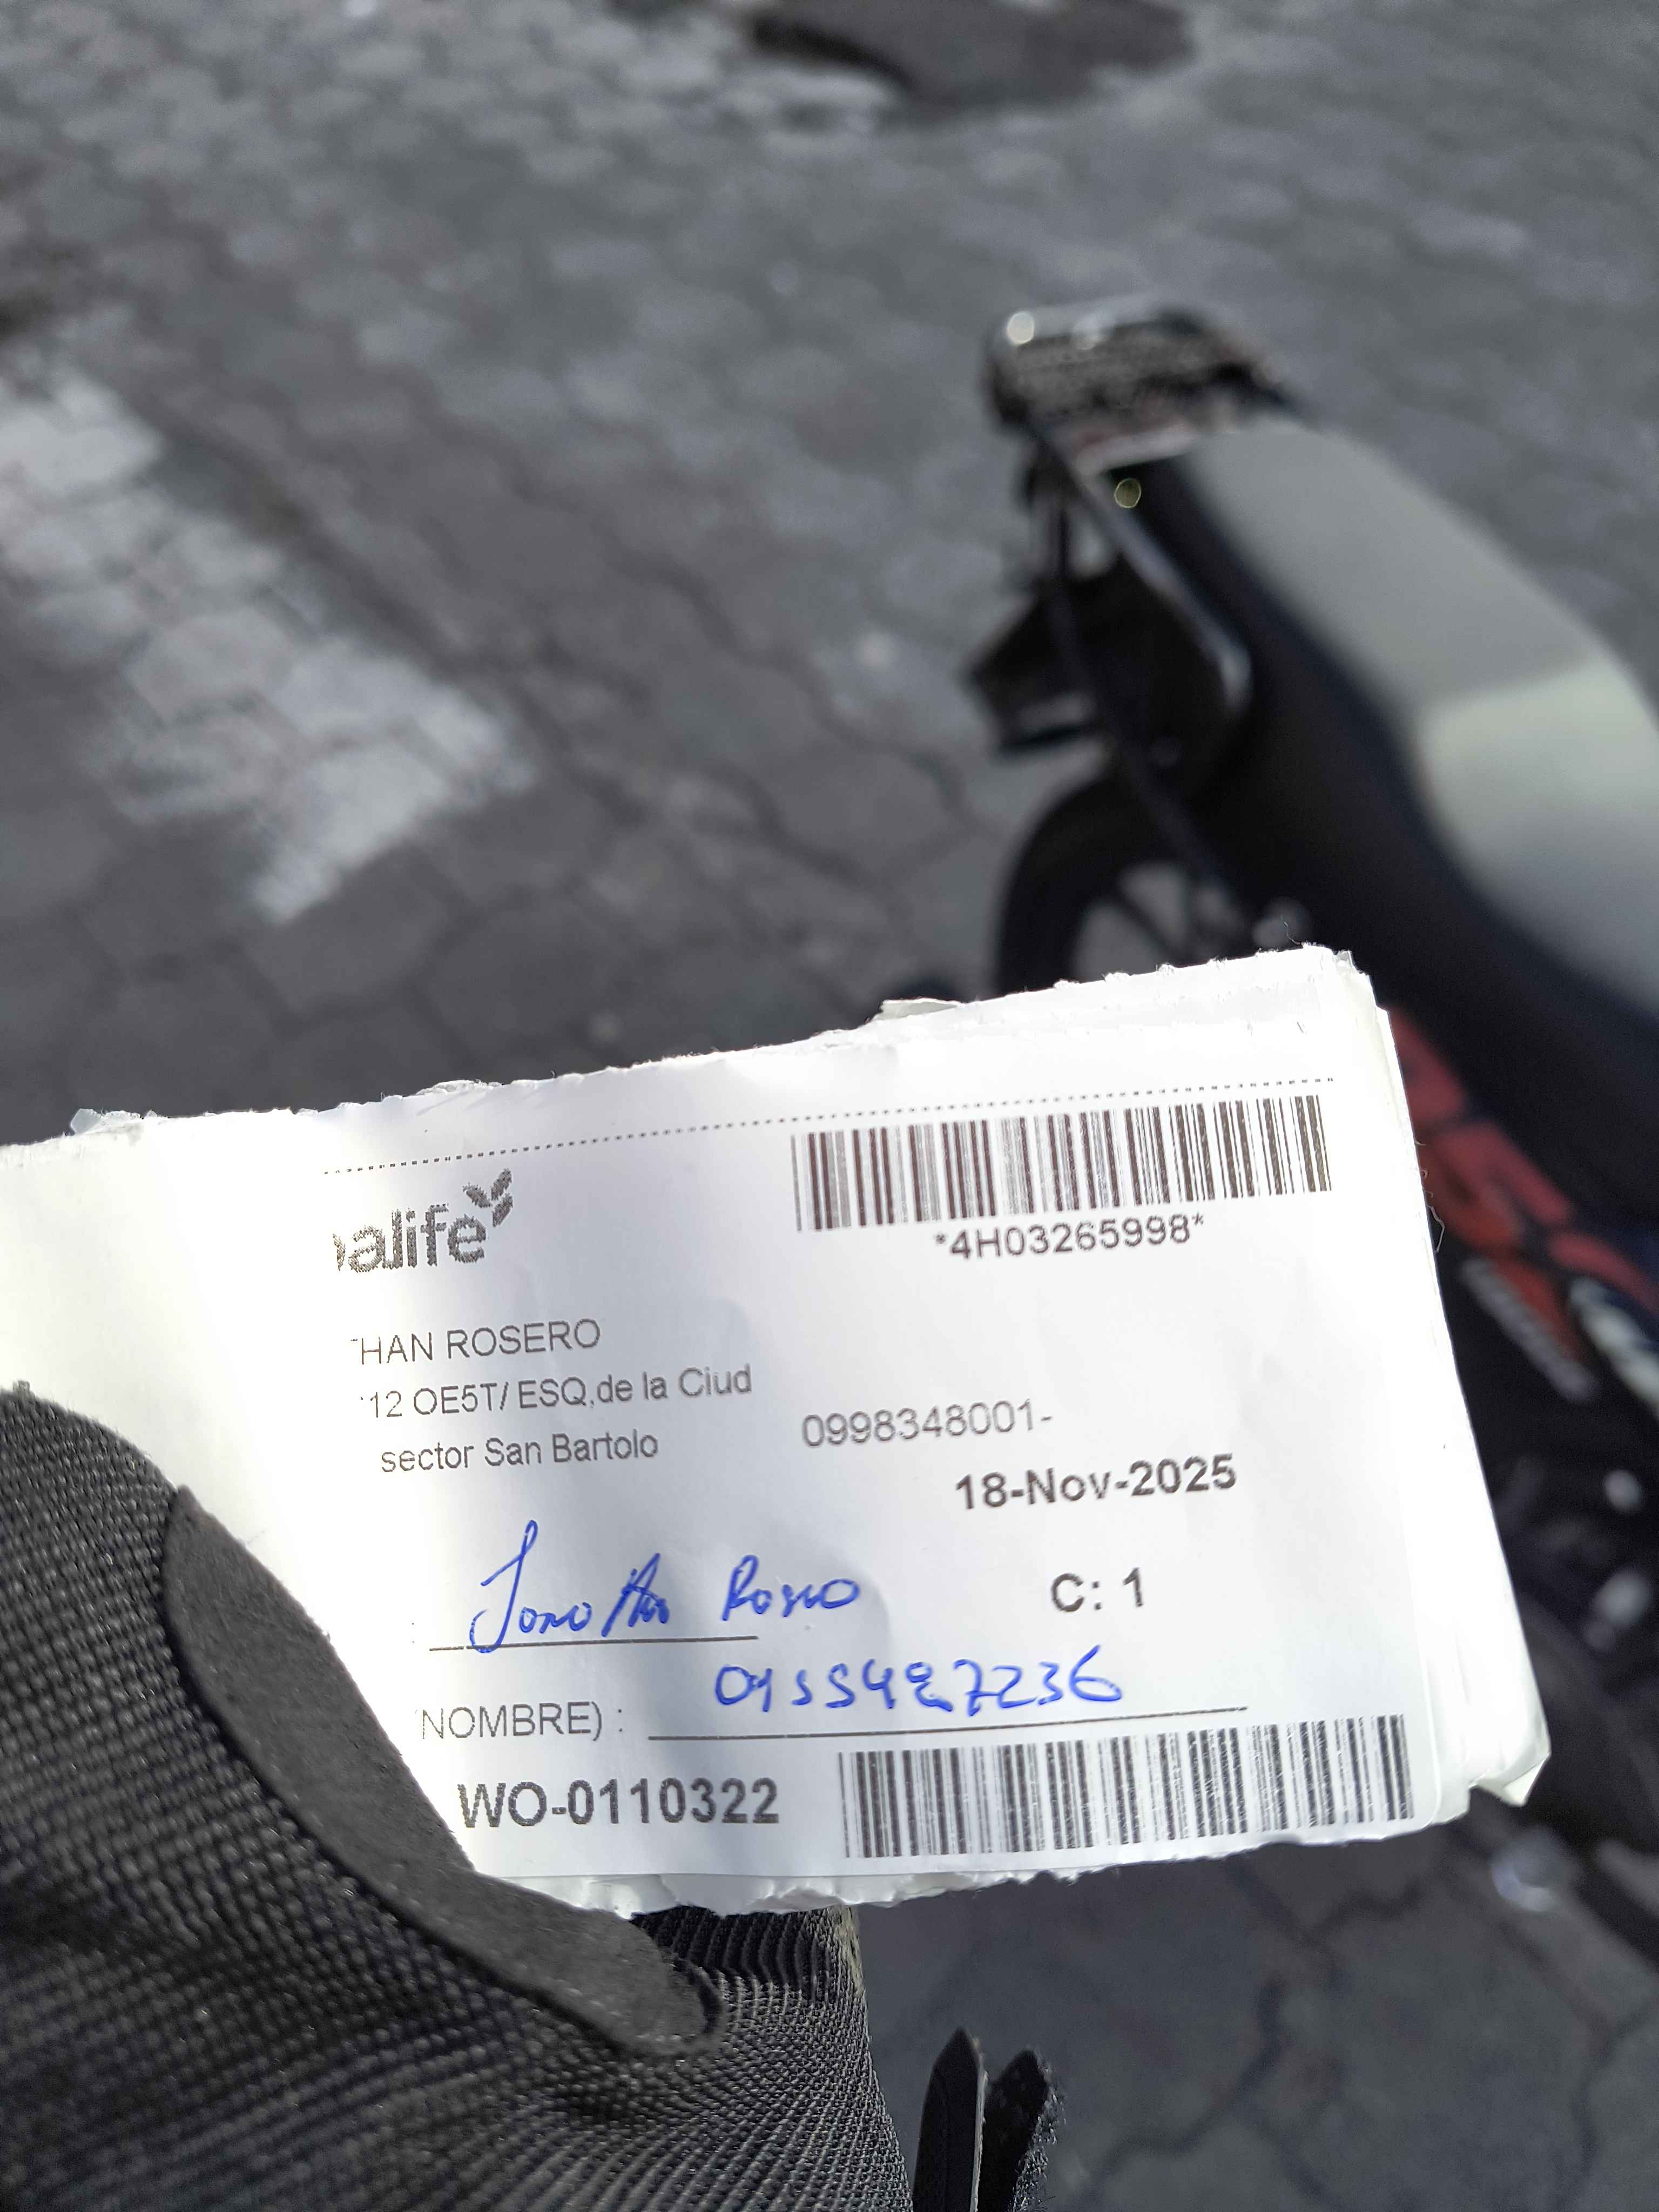 alife
*4H03265998*
HAN ROSERO
12 OE5T/ ESQ,de la Ciud
sector San Bartolo
0998348001-
18-Nov-2025
Rosero
C: 1
NOMBRE) :
WO-0110322